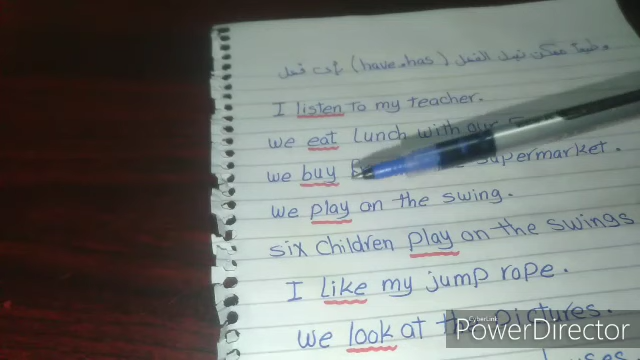 (have.has)
I listen to my teacher.
we eat Lunch with our
we buy supermarket.
we play on the swing.
six children play on the swings
I like my jump rope.
we look at the pictures.
CyberLink
PowerDirector